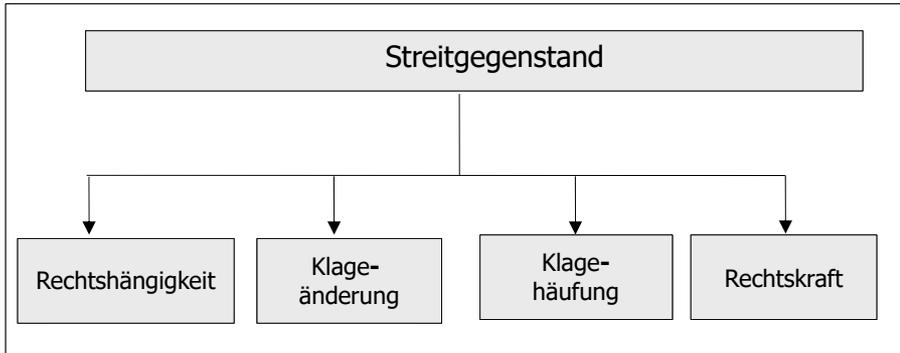 Streitgegenstand
Rechtshängigkeit
Klage-
änderung
Klage-
häufung
Rechtskraft